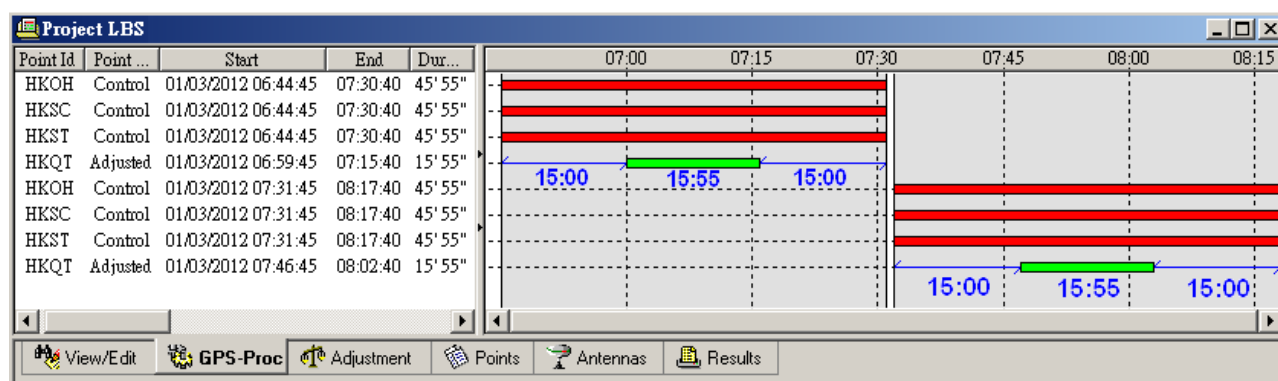 Project LBS
Point Id Point ... Start End Dur... 07:00 07:15 07:30 07:45 08:00 08:15
HKOH Control 01/03/2012 06:44:45 07:30:40 45'55"
HKSC Control 01/03/2012 06:44:45 07:30:40 45'55"
HKST Control 01/03/2012 06:44:45 07:30:40 45'55"
HKQT Adjusted 01/03/2012 06:59:45 07:15:40 15'55"
15:00 15:55 15:00
HKOH Control 01/03/2012 07:31:45 08:17:40 45'55"
HKSC Control 01/03/2012 07:31:45 08:17:40 45'55"
HKST Control 01/03/2012 07:31:45 08:17:40 45'55"
HKQT Adjusted 01/03/2012 07:46:45 08:02:40 15'55"
15:00 15:55 15:00
View/Edit GPS-Proc Adjustment Points Antennas Results